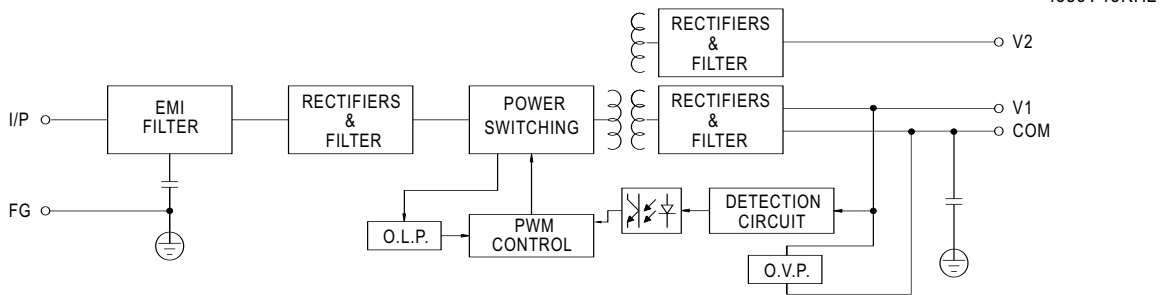 RECTIFIERS
&
FILTER
V2
I/P
EMI
FILTER
RECTIFIERS
&
FILTER
POWER
SWITCHING
RECTIFIERS
&
FILTER
V1
COM
FG
O.L.P.
PWM
CONTROL
DETECTION
CIRCUIT
O.V.P.